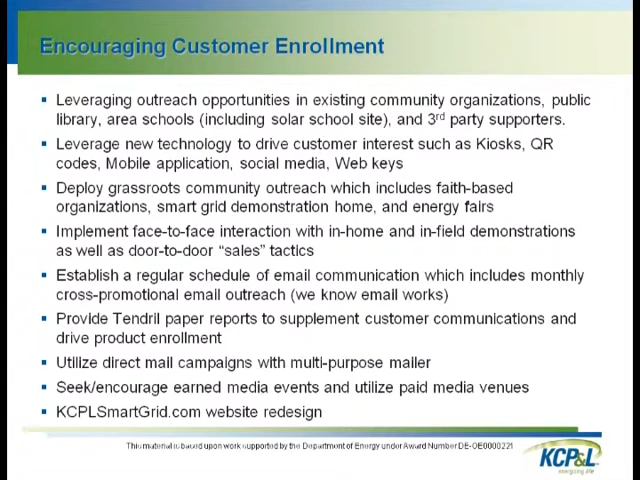 Encouraging Customer Enrollment
▪ Leveraging outreach opportunities in existing community organizations, public
library, area schools (including solar school site), and 3rd party supporters.
▪ Leverage new technology to drive customer interest such as Kiosks, QR
codes, Mobile application, social media, Web keys
▪ Deploy grassroots community outreach which includes faith-based
organizations, smart grid demonstration home, and energy fairs
▪ Implement face-to-face interaction with in-home and in-field demonstrations
as well as door-to-door “sales” tactics
▪ Establish a regular schedule of email communication which includes monthly
cross-promotional email outreach (we know email works)
▪ Provide Tendril paper reports to supplement customer communications and
drive product enrollment
▪ Utilize direct mail campaigns with multi-purpose mailer
▪ Seek/encourage earned media events and utilize paid media venues
▪ KCPLSmartGrid.com website redesign
This material is based upon work supported by the Department of Energy under Award Number DE-OE0000221
KCP&L
energizing life